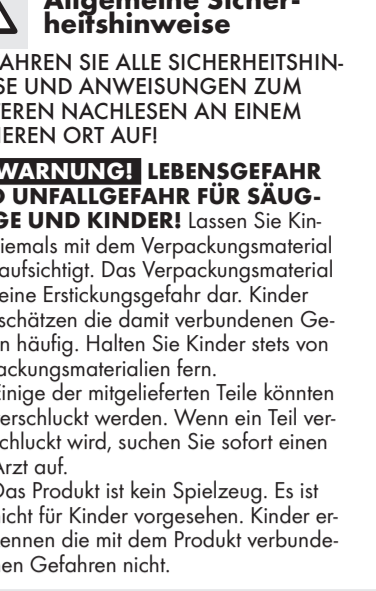 Allgemeine Sicher-
heitshinweise
AHREN SIE ALLE SICHERHEITSHIN-
SE UND ANWEISUNGEN ZUM
TEREN NACHLESEN AN EINEM
HEREN ORT AUF!
WARNUNG! LEBENSGEFAHR
D UNFALLGEFAHR FÜR SÄUG-
GE UND KINDER! Lassen Sie Kin-
iemals mit dem Verpackungsmaterial
aufsichtigt. Das Verpackungsmaterial
eine Erstickungsgefahr dar. Kinder
schätzen die damit verbundenen Ge-
n häufig. Halten Sie Kinder stets von
ackungsmaterialien fern.
Einige der mitgelieferten Teile könnten
verschluckt werden. Wenn ein Teil ver-
schluckt wird, suchen Sie sofort einen
Arzt auf.
Das Produkt ist kein Spielzeug. Es ist
nicht für Kinder vorgesehen. Kinder er-
kennen die mit dem Produkt verbunde-
nen Gefahren nicht.